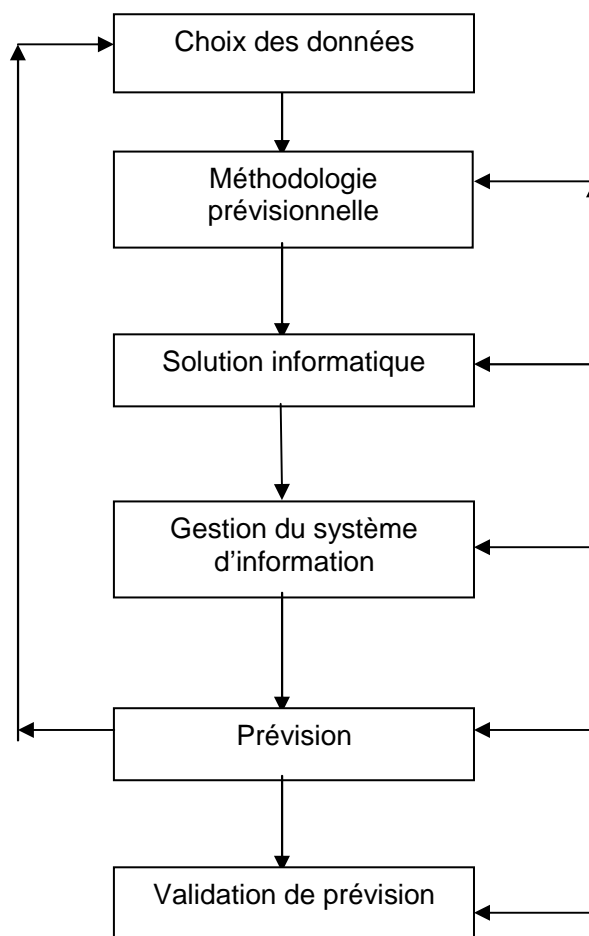 Choix des données
Méthodologie
prévisionnelle
Solution informatique
Gestion du système
d’information
Prévision
Validation de prévision